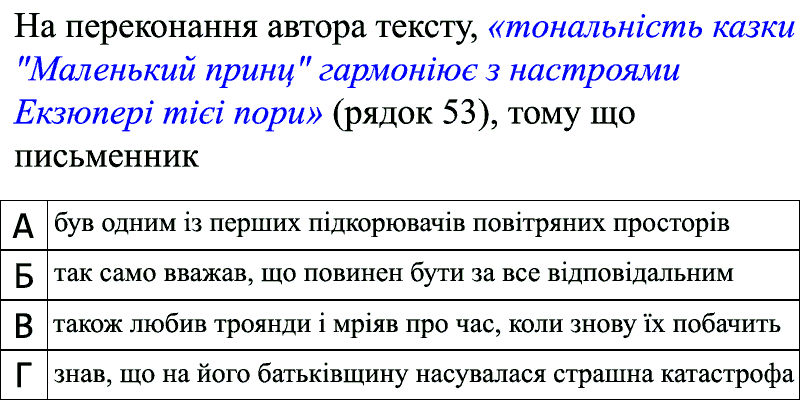 На переконання автора тексту, «тональність казки
"Маленький принц" гармоніює з настроями
Екзюпері тієї пори» (рядок 53), тому що
письменник
А був одним із перших підкорювачів повітряних просторів
Б так само вважав, що повинен бути за все відповідальним
В також любив троянди і мріяв про час, коли знову їх побачить
Г знав, що на його батьківщину насувалася страшна катастрофа